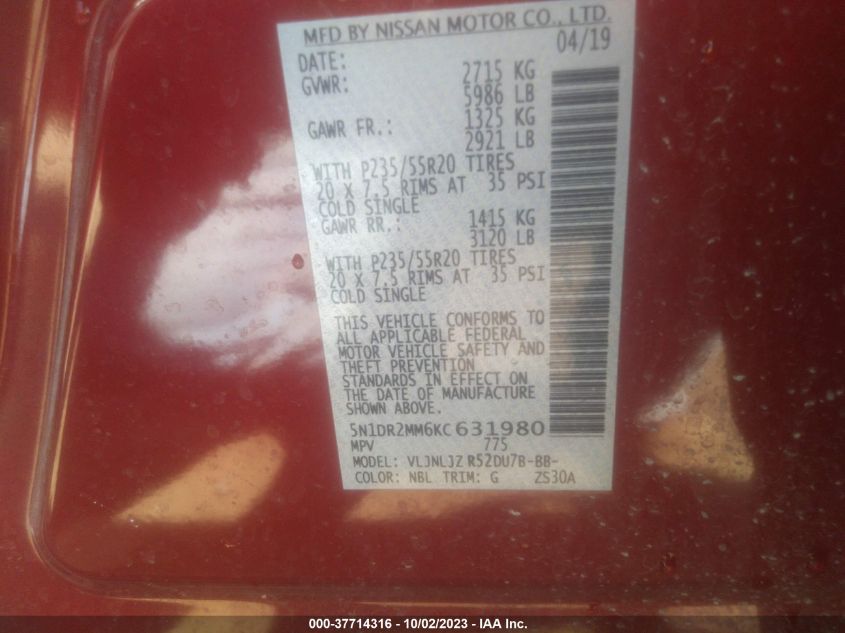 MFD BY NISSAN MOTOR CO., LTD.
DATE: 04/19
GVWR: 2715 KG
5986 LB
GAWR FR.: 1325 KG
2921 LB
WITH P235/55R20 TIRES
20 X 7.5 RIMS AT 35 PSI
COLD SINGLE
GAWR RR.: 1415 KG
3120 LB
WITH P235/55R20 TIRES
20 X 7.5 RIMS AT 35 PSI
COLD SINGLE
THIS VEHICLE CONFORMS TO
ALL APPLICABLE FEDERAL
MOTOR VEHICLE SAFETY AND
THEFT PREVENTION
STANDARDS IN EFFECT ON
THE DATE OF MANUFACTURE
SHOWN ABOVE.
5N1DR2MM6KC631980
MPV 775
MODEL: VLJNLJZ R52DU7B-BB-
COLOR: NBL TRIM: G ZS30A
000-37714316 - 10/02/2023 - IAA Inc.